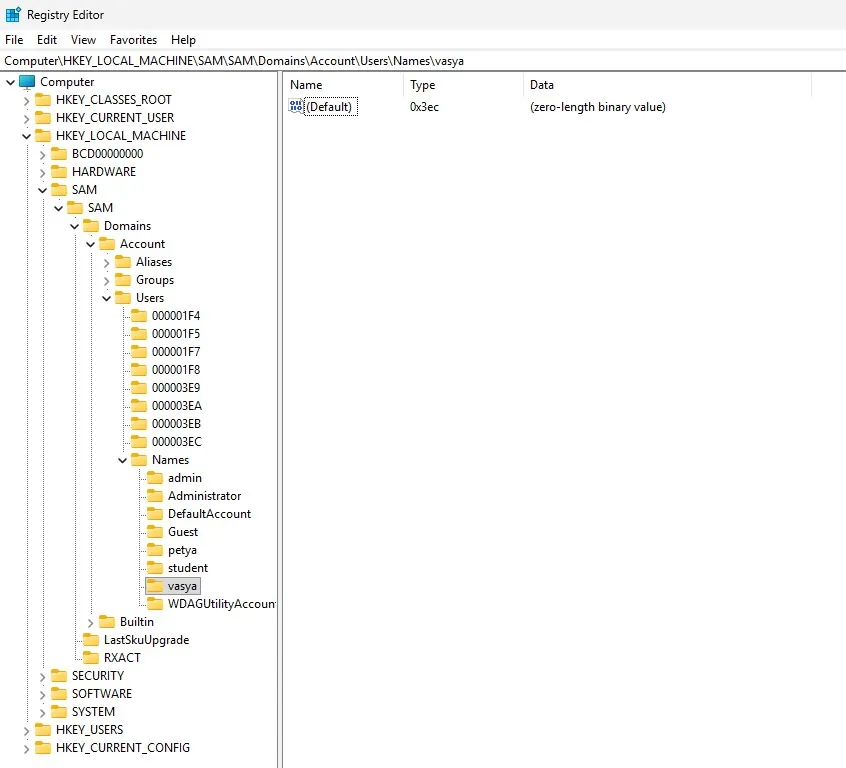 Registry Editor
File Edit View Favorites Help
Computer\HKEY_LOCAL_MACHINE\SAM\SAM\Domains\Account\Users\Names\vasya
Computer
HKEY_CLASSES_ROOT
HKEY_CURRENT_USER
HKEY_LOCAL_MACHINE
BCD00000000
HARDWARE
SAM
SAM
Domains
Account
Aliases
Groups
Users
000001F4
000001F5
000001F7
000001F8
000003E9
000003EA
000003EB
000003EC
Names
admin
Administrator
DefaultAccount
Guest
petya
student
vasya
WDAGUtilityAccoun
Builtin
LastSkuUpgrade
RXACT
SECURITY
SOFTWARE
SYSTEM
HKEY_USERS
HKEY_CURRENT_CONFIG
Name Type Data
(Default) 0x3ec (zero-length binary value)